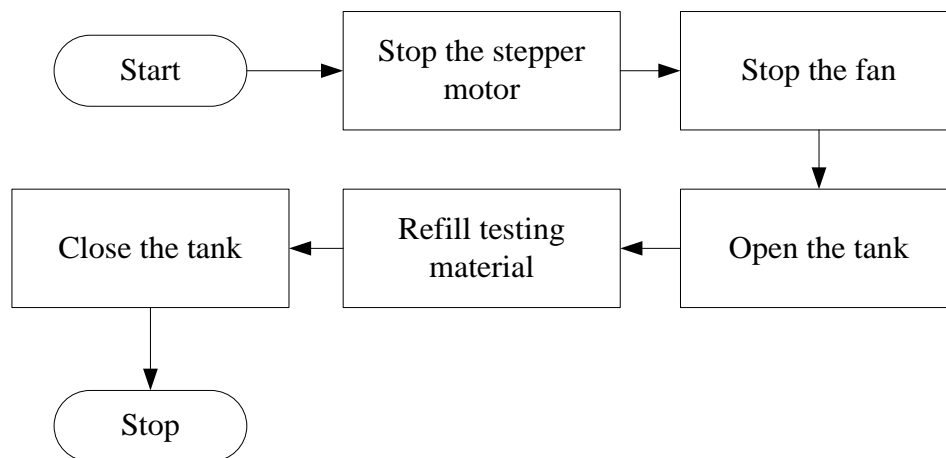 Start
Stop the stepper
motor
Stop the fan
Open the tank
Refill testing
material
Close the tank
Stop